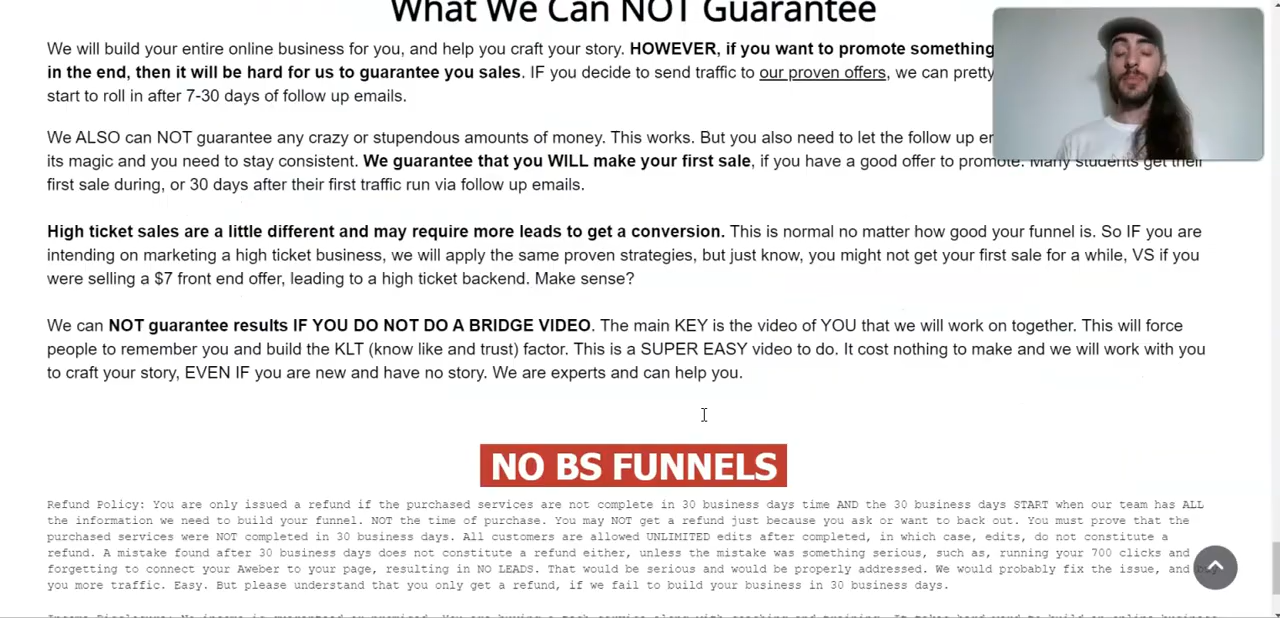 What We Can NOT Guarantee
We will build your entire online business for you, and help you craft your story. HOWEVER, if you want to promote something
in the end, then it will be hard for us to guarantee you sales. IF you decide to send traffic to our proven offers, we can pretty
start to roll in after 7-30 days of follow up emails.
We ALSO can NOT guarantee any crazy or stupendous amounts of money. This works. But you also need to let the follow up
its magic and you need to stay consistent. We guarantee that you WILL make your first sale, if you have a good offer to promote. Many students get their
first sale during, or 30 days after their first traffic run via follow up emails.
High ticket sales are a little different and may require more leads to get a conversion. This is normal no matter how good your funnel is. So IF you are
intending on marketing a high ticket business, we will apply the same proven strategies, but just know, you might not get your first sale for a while, VS if you
were selling a $7 front end offer, leading to a high ticket backend. Make sense?
We can NOT guarantee results IF YOU DO NOT DO A BRIDGE VIDEO. The main KEY is the video of YOU that we will work on together. This will force
people to remember you and build the KLT (know like and trust) factor. This is a SUPER EASY video to do. It cost nothing to make and we will work with you
to craft your story, EVEN IF you are new and have no story. We are experts and can help you.
NO BS FUNNELS
Refund Policy: You are only issued a refund if the purchased services are not complete in 30 business days time AND the 30 business days START when our team has ALL
the information we need to build your funnel. NOT the time of purchase. You may NOT get a refund just because you ask or want to back out. You must prove that the
purchased services were NOT completed in 30 business days. All customers are allowed UNLIMITED edits after completed, in which case, edits, do not constitute a
refund. A mistake found after 30 business days does not constitute a refund either, unless the mistake was something serious, such as, running your 700 clicks and
forgetting to connect your Aweber to your page, resulting in NO LEADS. That would be serious and would be properly addressed. We would probably fix the issue, and
you more traffic. Easy. But please understand that you only get a refund, if we fail to build your business in 30 business days.